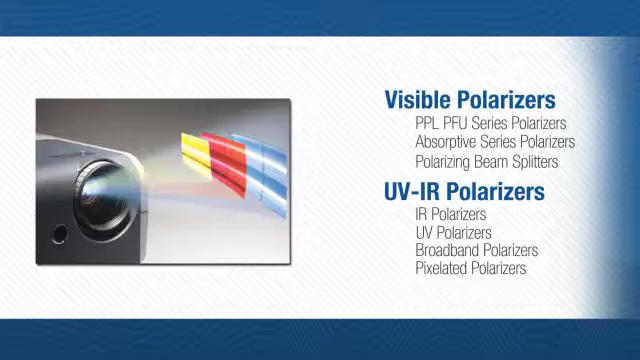 Visible Polarizers
PPL PFU Series Polarizers
Absorptive Series Polarizers
Polarizing Beam Splitters
UV-IR Polarizers
IR Polarizers
UV Polarizers
Broadband Polarizers
Pixelated Polarizers